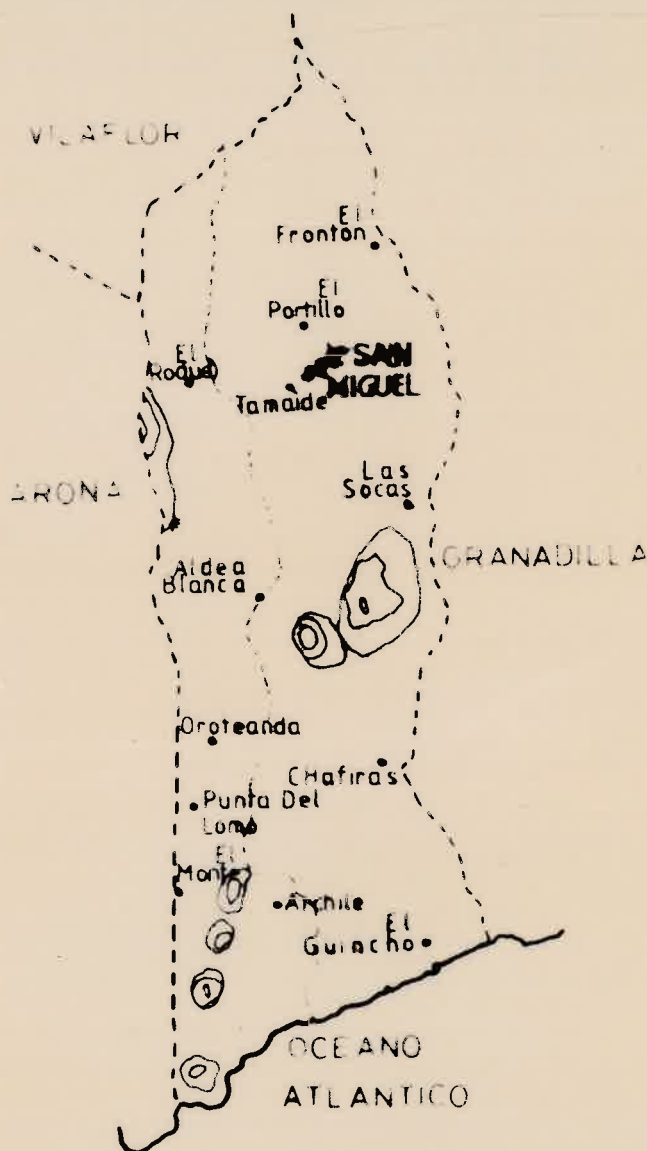 VILAFLOR
El
Fronton
El
Portillo
El
Roque
SAN
MIGUEL
Tamaide
ARONA
Las
Socas
GRANADILLA
Aldea
Blanca
Oroteanda
CHafiras
Punta Del
Lomo
El
Monte
Archile
El
Guincho
OCEANO
ATLANTICO